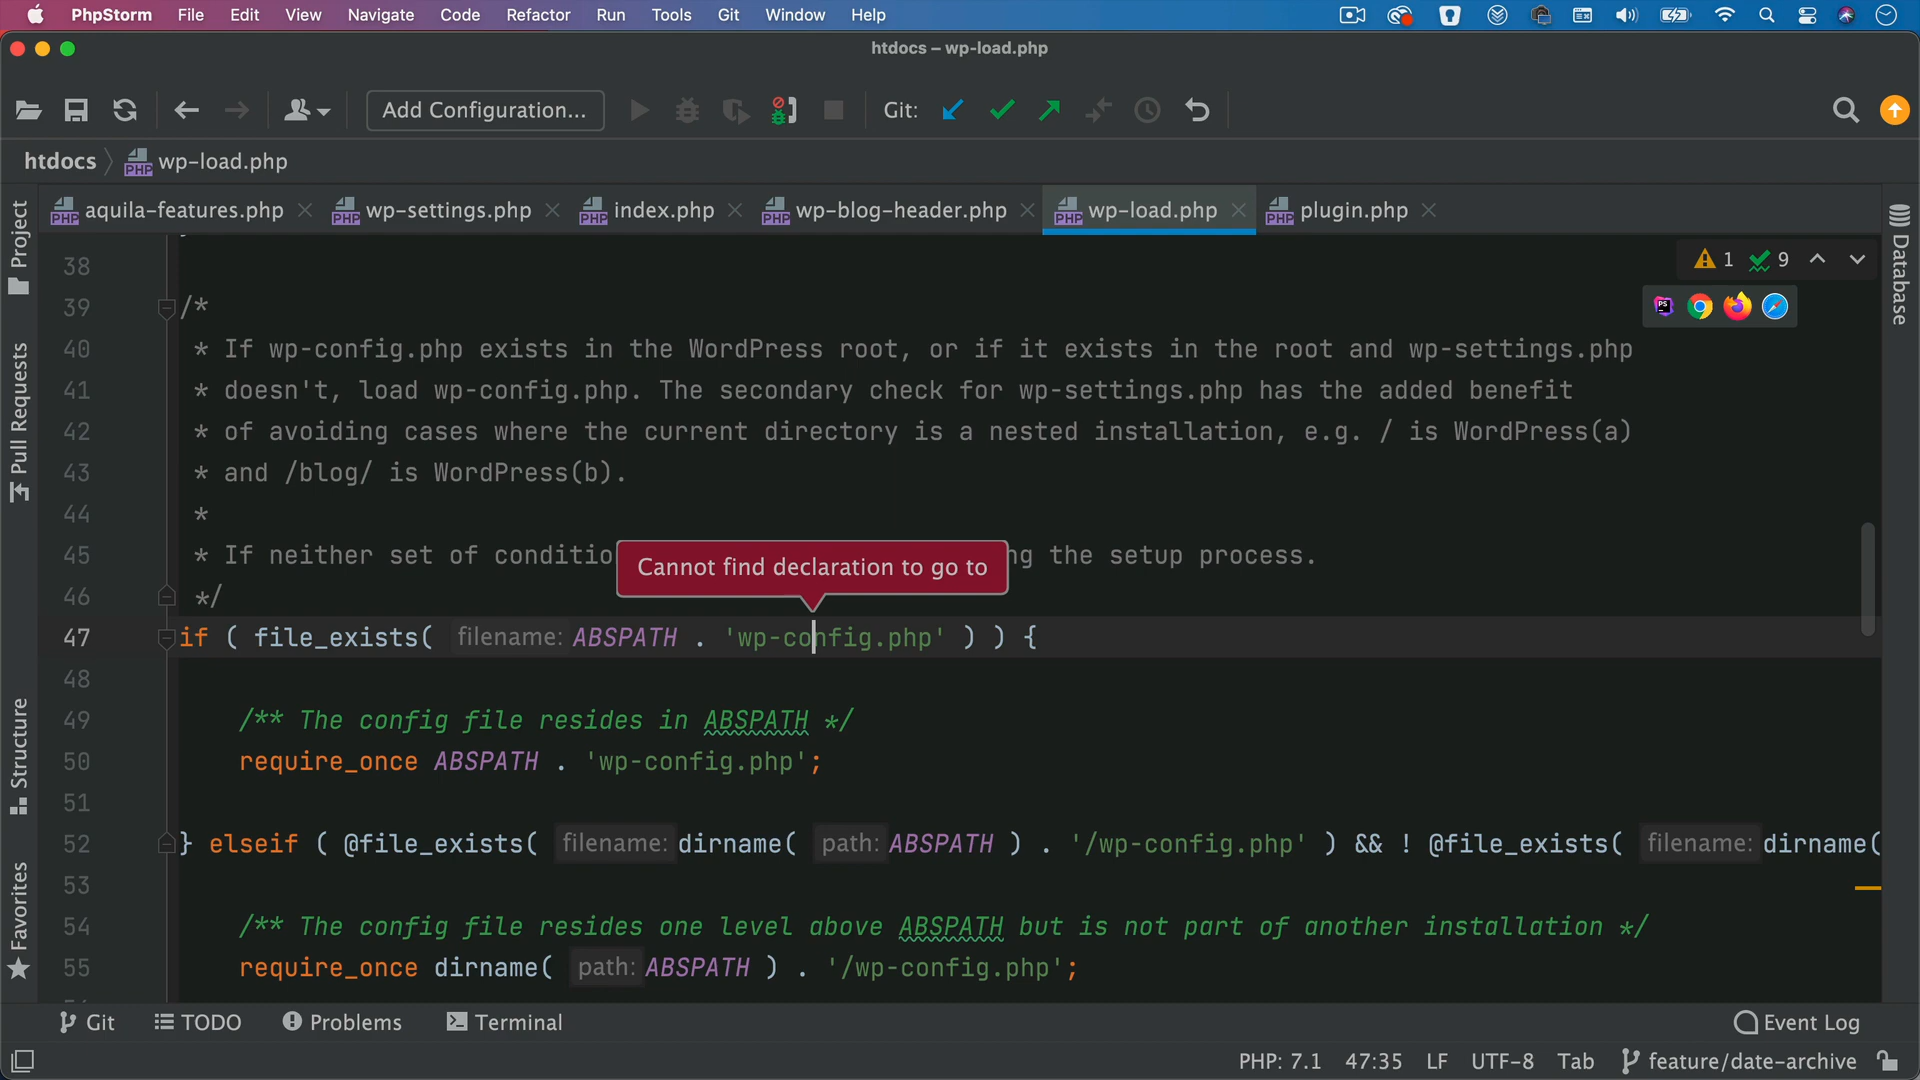 PhpStorm File Edit View Navigate Code Refactor Run Tools Git Window Help
htdocs – wp-load.php
Add Configuration... Git:
htdocs wp-load.php
aquila-features.php wp-settings.php index.php wp-blog-header.php wp-load.php plugin.php
Project
Pull Requests
Structure
Favorites
Database
1 9
38
39 /*
40 * If wp-config.php exists in the WordPress root, or if it exists in the root and wp-settings.php
41 * doesn't, load wp-config.php. The secondary check for wp-settings.php has the added benefit
42 * of avoiding cases where the current directory is a nested installation, e.g. / is WordPress(a)
43 * and /blog/ is WordPress(b).
44 *
45 * If neither set of conditio ng the setup process.
Cannot find declaration to go to
46 */
47 if ( file_exists( filename: ABSPATH . 'wp-config.php' ) ) {
48
49 /** The config file resides in ABSPATH */
50 require_once ABSPATH . 'wp-config.php';
51
52 } elseif ( @file_exists( filename: dirname( path: ABSPATH ) . '/wp-config.php' ) && ! @file_exists( filename: dirname(
53
54 /** The config file resides one level above ABSPATH but is not part of another installation */
55 require_once dirname( path: ABSPATH ) . '/wp-config.php';
Git TODO Problems Terminal Event Log
PHP: 7.1 47:35 LF UTF-8 Tab feature/date-archive